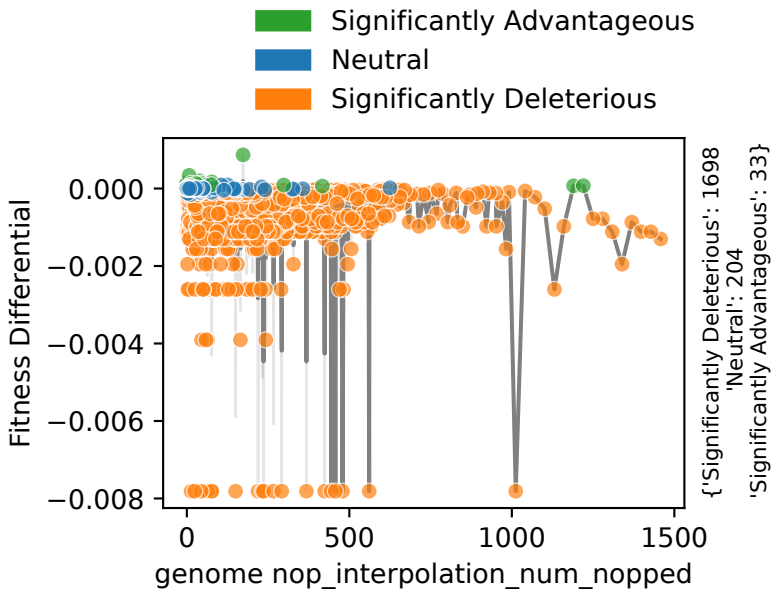 Significantly Advantageous
Neutral
Significantly Deleterious
0.000
−0.002
−0.004
−0.006
−0.008
Fitness Differential
0
500
1000
1500
genome nop_interpolation_num_nopped
{'Significantly Deleterious': 1698
'Neutral': 204
'Significantly Advantageous': 33}